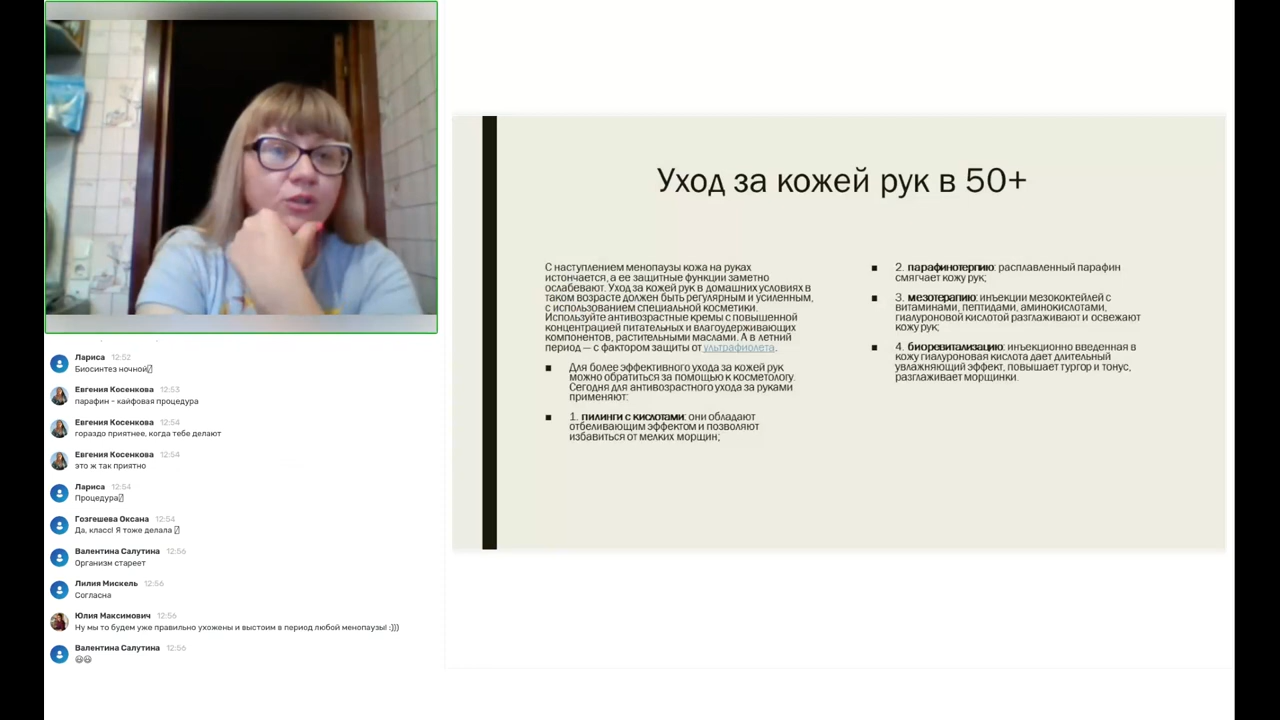 Лариса 12:52
Биосинтез ночной
Евгения Косенкова 12:53
парафин - кайфовая процедура
Евгения Косенкова 12:54
гораздо приятнее, когда тебе делают
Евгения Косенкова 12:54
это ж так приятно
Лариса 12:54
Процедура
Гозгешева Оксана 12:54
Да, класс! Я тоже делала
Валентина Салутина 12:56
Организм стареет
Лилия Мискель 12:56
Согласна
Юлия Максимович 12:56
Ну мы то будем уже правильно ухожены и выстоим в период любой менопаузы! :)))
Валентина Салутина 12:56
😃😃
Уход за кожей рук в 50+
С наступлением менопаузы кожа на руках
истончается, а ее защитные функции заметно
ослабевают. Уход за кожей рук в домашних условиях в
таком возрасте должен быть регулярным и усиленным,
с использованием специальной косметики.
Используйте антивозрастные кремы с повышенной
концентрацией питательных и влагоудерживающих
компонентов, растительными маслами. А в летний
период — с фактором защиты от ультрафиолета.
■ Для более эффективного ухода за кожей рук
можно обратиться за помощью к косметологу.
Сегодня для антивозрастного ухода за руками
применяют:
■ 1. пилинги с кислотами: они обладают
отбеливающим эффектом и позволяют
избавиться от мелких морщин;
■ 2. парафинотерпию: расплавленный парафин
смягчает кожу рук;
■ 3. мезотерапию: инъекции мезококтейлей с
витаминами, пептидами, аминокислотами,
гиалуроновой кислотой разглаживают и освежают
кожу рук;
■ 4. биоревитализацию: инъекционно введенная в
кожу гиалуроновая кислота дает длительный
увлажняющий эффект, повышает тургор и тонус,
разглаживает морщинки.